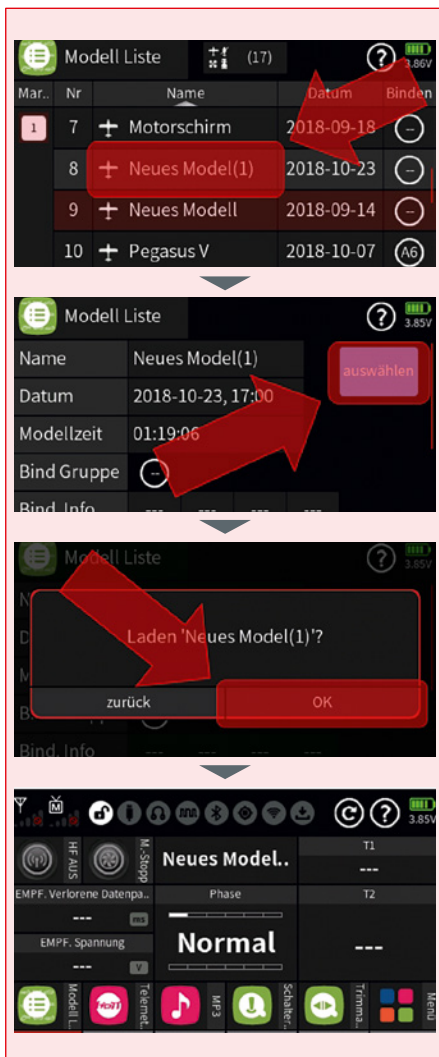 Modell Liste (17) ? 3.86V
Mar.. Nr Name Datum Binden
1 7 Motorschirm 2018-09-18 --
8 Neues Model(1) 2018-10-23 --
9 Neues Modell 2018-09-14 --
10 Pegasus V 2018-10-07 A6
Modell Liste ? 3.85V
Name Neues Model(1) auswählen
Datum 2018-10-23, 17:00
Modellzeit 01:19:06
Bind Gruppe --
Bind. Info --- --- --- ---
Modell Liste ? 3.85V
Laden 'Neues Model(1)'?
zurück OK
Bind. Info
M C ? 3.85V
HF AUS M.-Stopp Neues Model.. T1
---
EMPF. Verlorene Datenpa.. Phase T2
--- ms
EMPF. Spannung Normal ---
--- V
Modell L.. Telemet.. MP3 Schalter.. Trimma.. Menü